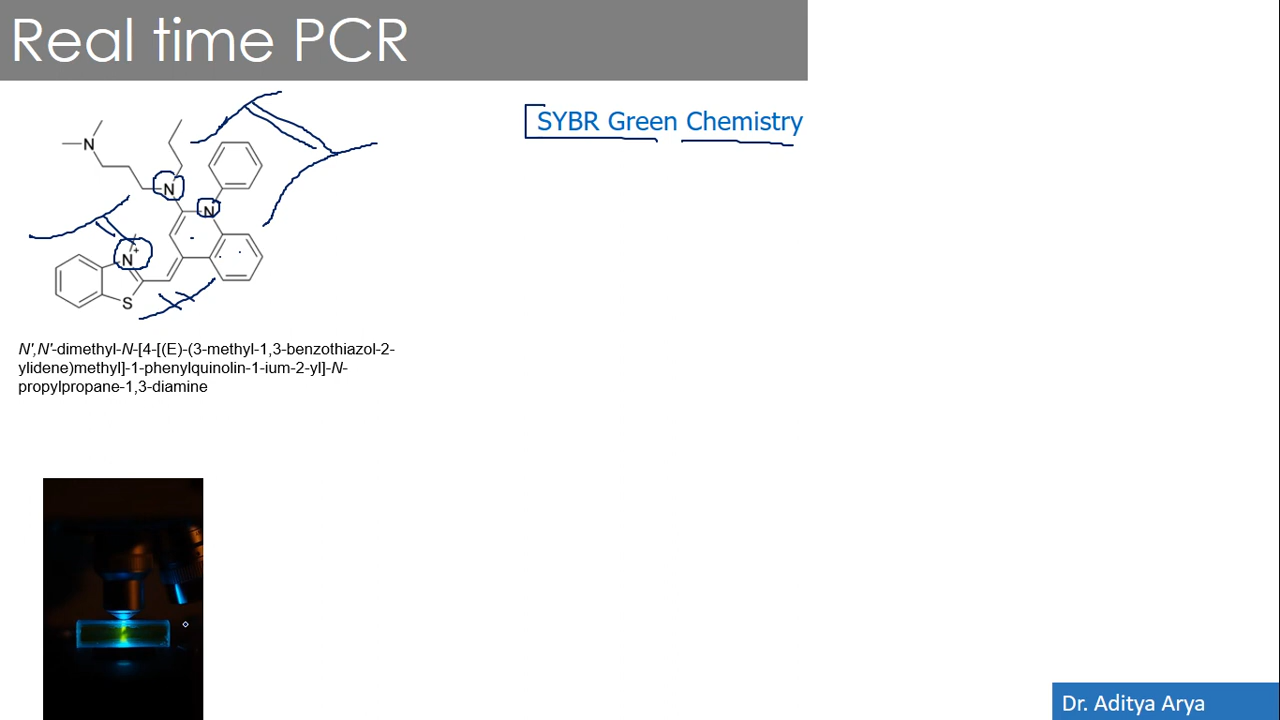 Real time PCR
SYBR Green Chemistry
N
N
N
N
+
S
N',N'-dimethyl-N-[4-[(E)-(3-methyl-1,3-benzothiazol-2-
ylidene)methyl]-1-phenylquinolin-1-ium-2-yl]-N-
propylpropane-1,3-diamine
Dr. Aditya Arya